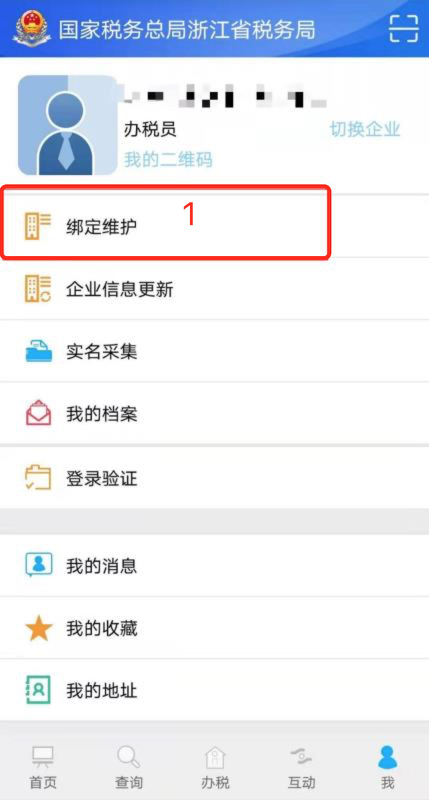 国家税务总局浙江省税务局
办税员
切换企业
我的二维码
绑定维护
1
企业信息更新
实名采集
我的档案
登录验证
我的消息
我的收藏
我的地址
首页
查询
办税
互动
我